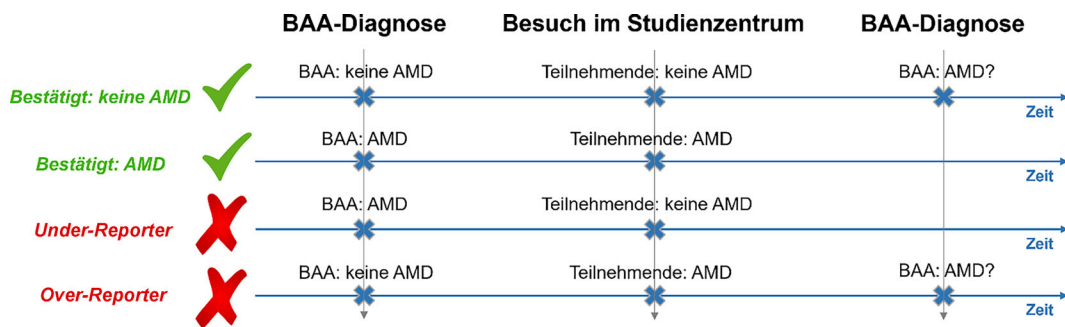 BAA-Diagnose Besuch im Studienzentrum BAA-Diagnose
BAA: keine AMD Teilnehmende: keine AMD BAA: AMD?
Bestätigt: keine AMD
Zeit
BAA: AMD Teilnehmende: AMD
Bestätigt: AMD
Zeit
BAA: AMD Teilnehmende: keine AMD
Under-Reporter
Zeit
BAA: keine AMD Teilnehmende: AMD BAA: AMD?
Over-Reporter
Zeit